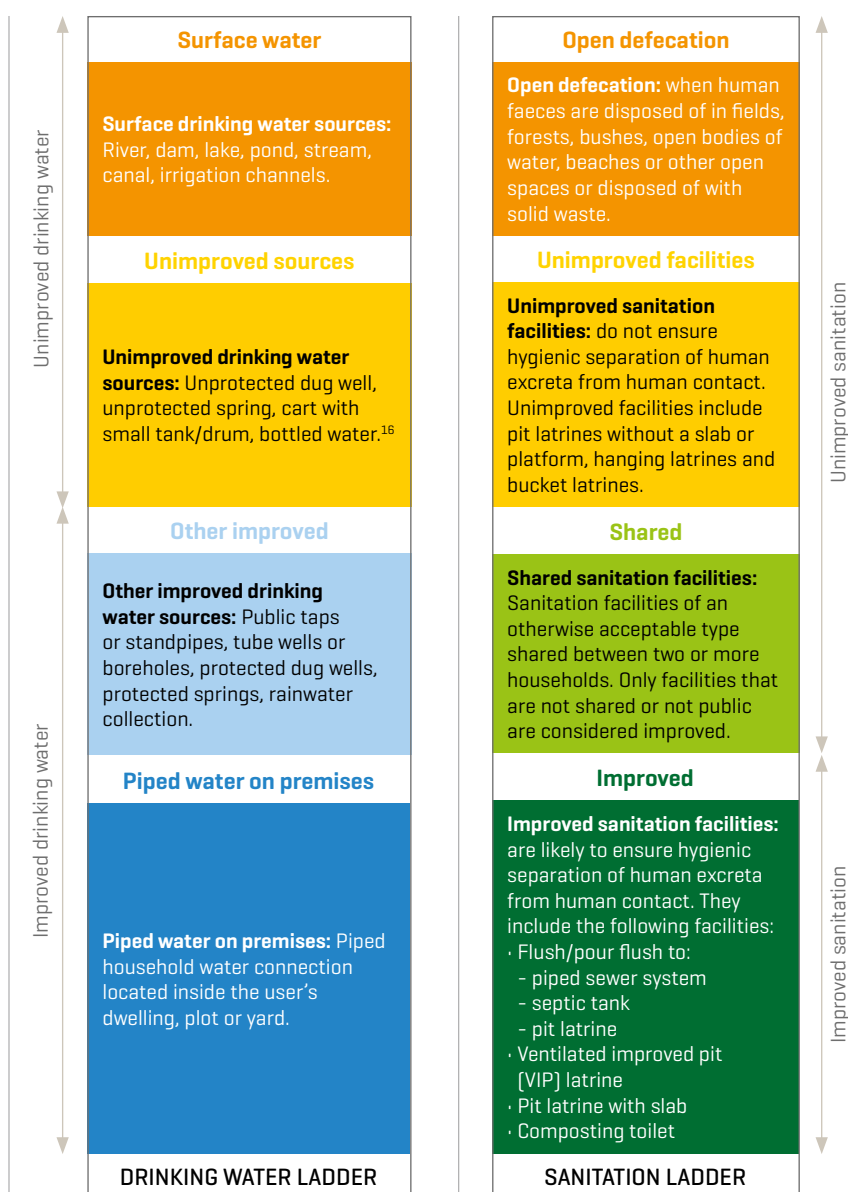 Unimproved drinking water
Improved drinking water
Surface water
Surface drinking water sources:
River, dam, lake, pond, stream,
canal, irrigation channels.
Unimproved sources
Unimproved drinking water
sources: Unprotected dug well,
unprotected spring, cart with
small tank/drum, bottled water.16
Other improved
Other improved drinking
water sources: Public taps
or standpipes, tube wells or
boreholes, protected dug wells,
protected springs, rainwater
collection.
Piped water on premises
Piped water on premises: Piped
household water connection
located inside the user's
dwelling, plot or yard.
DRINKING WATER LADDER
Open defecation
Open defecation: when human
faeces are disposed of in fields,
forests, bushes, open bodies of
water, beaches or other open
spaces or disposed of with
solid waste.
Unimproved facilities
Unimproved sanitation
facilities: do not ensure
hygienic separation of human
excreta from human contact.
Unimproved facilities include
pit latrines without a slab or
platform, hanging latrines and
bucket latrines.
Shared
Shared sanitation facilities:
Sanitation facilities of an
otherwise acceptable type
shared between two or more
households. Only facilities that
are not shared or not public
are considered improved.
Improved
Improved sanitation facilities:
are likely to ensure hygienic
separation of human excreta
from human contact. They
include the following facilities:
· Flush/pour flush to:
- piped sewer system
- septic tank
- pit latrine
· Ventilated improved pit
(VIP) latrine
· Pit latrine with slab
· Composting toilet
SANITATION LADDER
Unimproved sanitation
Improved sanitation